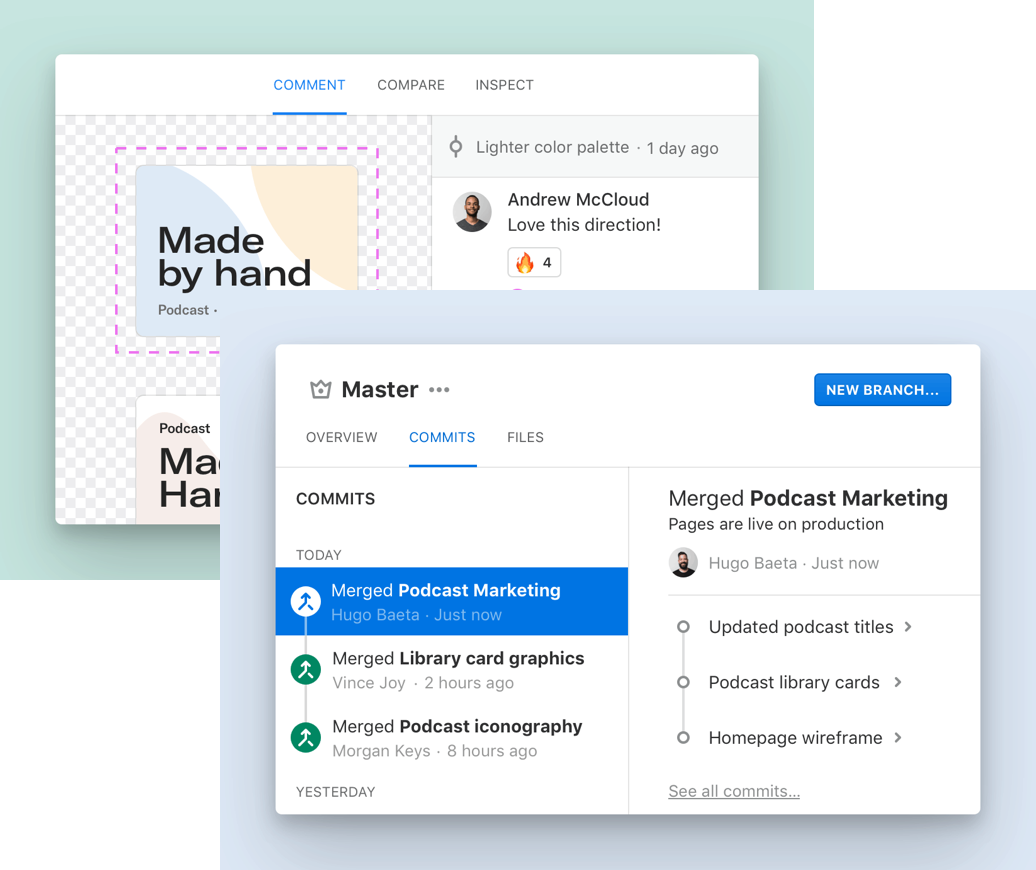 COMMENT COMPARE INSPECT
Lighter color palette · 1 day ago
Andrew McCloud
Love this direction!
🔥 4
Made
by hand
Podcast ·
Podcast
Master •••
NEW BRANCH...
OVERVIEW COMMITS FILES
COMMITS
TODAY
Merged Podcast Marketing
Hugo Baeta · Just now
Merged Library card graphics
Vince Joy · 2 hours ago
Merged Podcast iconography
Morgan Keys · 8 hours ago
YESTERDAY
Merged Podcast Marketing
Pages are live on production
Hugo Baeta · Just now
Updated podcast titles >
Podcast library cards >
Homepage wireframe >
See all commits...